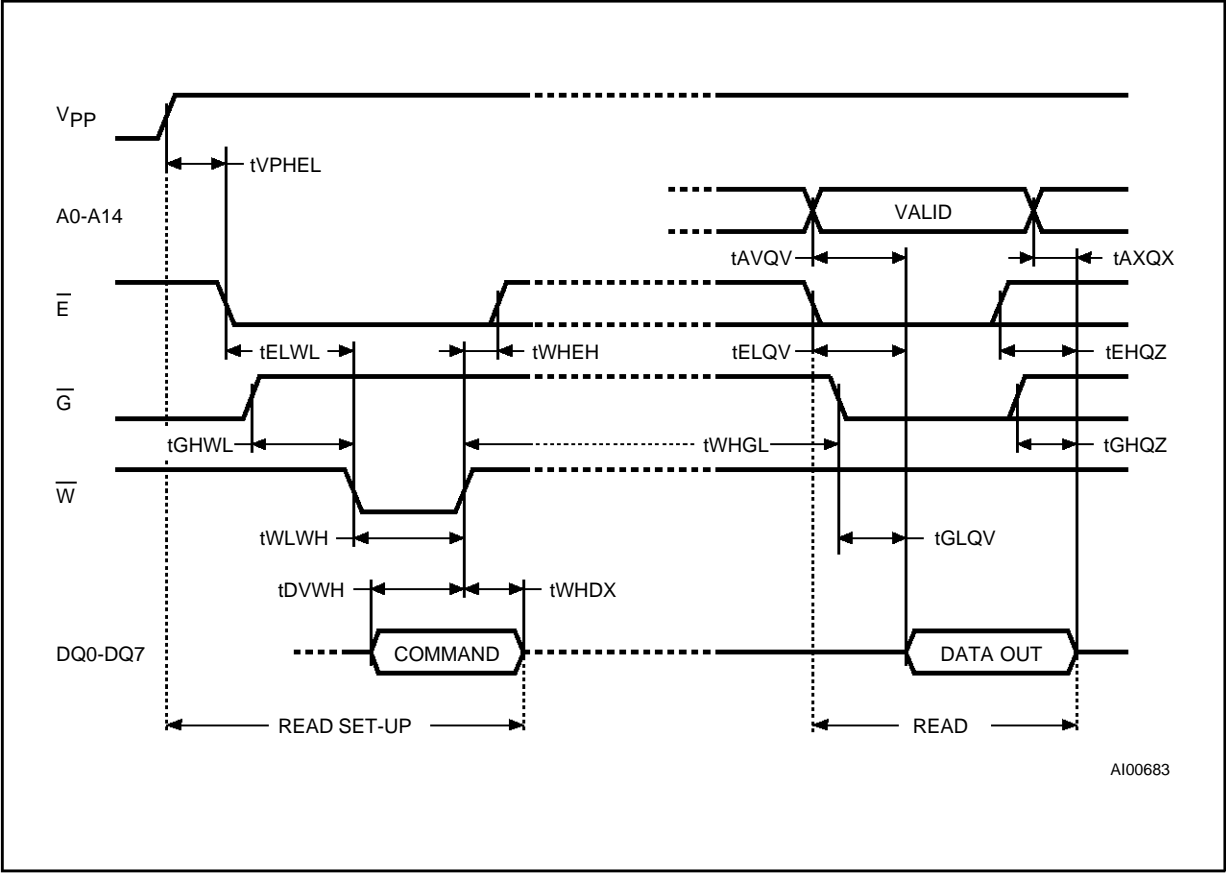 VPP
tVPHEL
A0-A14
VALID
tAVQV
tAXQX
E̅
tELWL
tWHEH
tELQV
tEHQZ
G̅
tGHWL
tWHGL
tGHQZ
W̅
tWLWH
tGLQV
tDVWH
tWHDX
DQ0-DQ7
COMMAND
DATA OUT
READ SET-UP
READ
AI00683